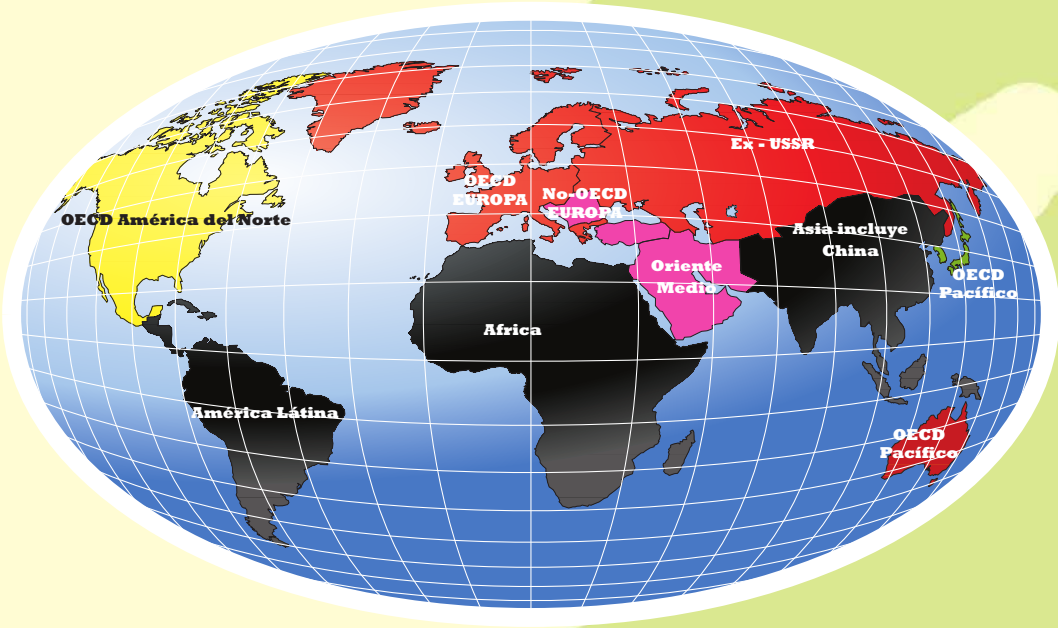 Ex - USSR
OECD
EUROPA
No-OECD
EUROPA
OECD América del Norte
Asia incluye
China
Oriente
Medio
OECD
Pacífico
Africa
América Látina
OECD
Pacífico